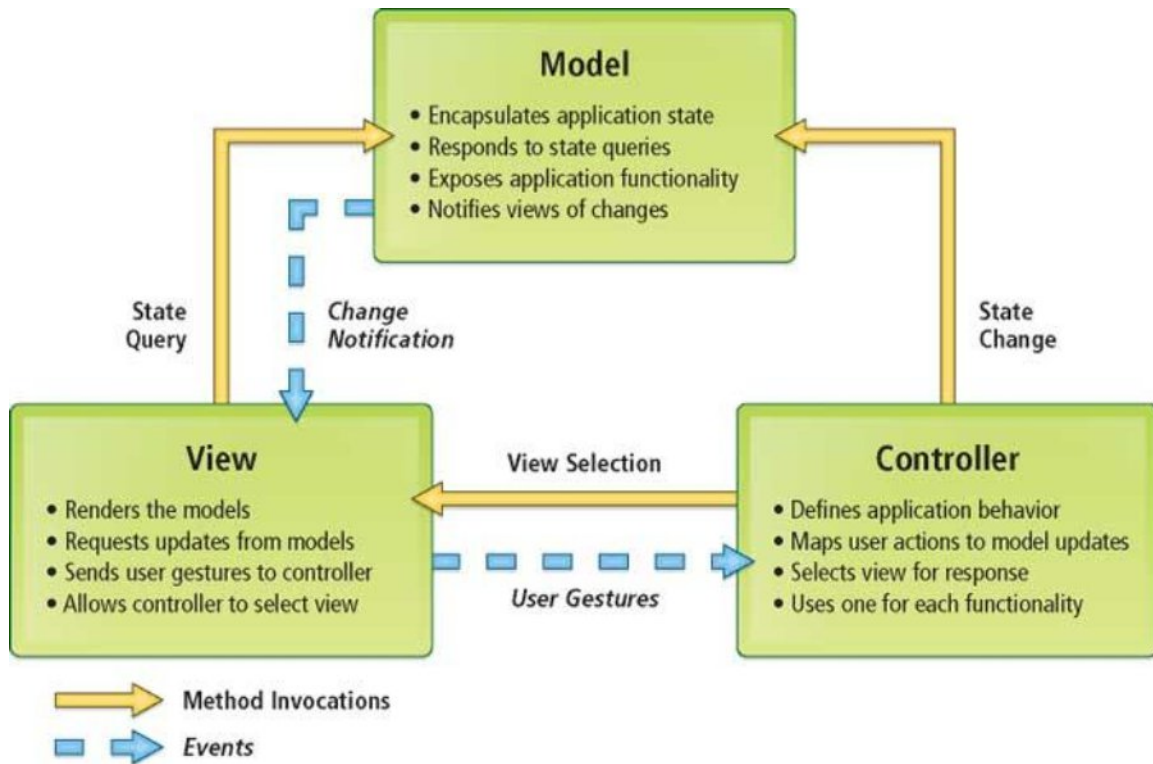 Model
• Encapsulates application state
• Responds to state queries
• Exposes application functionality
• Notifies views of changes
State
Query
Change
Notification
State
Change
View
• Renders the models
• Requests updates from models
• Sends user gestures to controller
• Allows controller to select view
View Selection
User Gestures
Controller
• Defines application behavior
• Maps user actions to model updates
• Selects view for response
• Uses one for each functionality
Method Invocations
Events